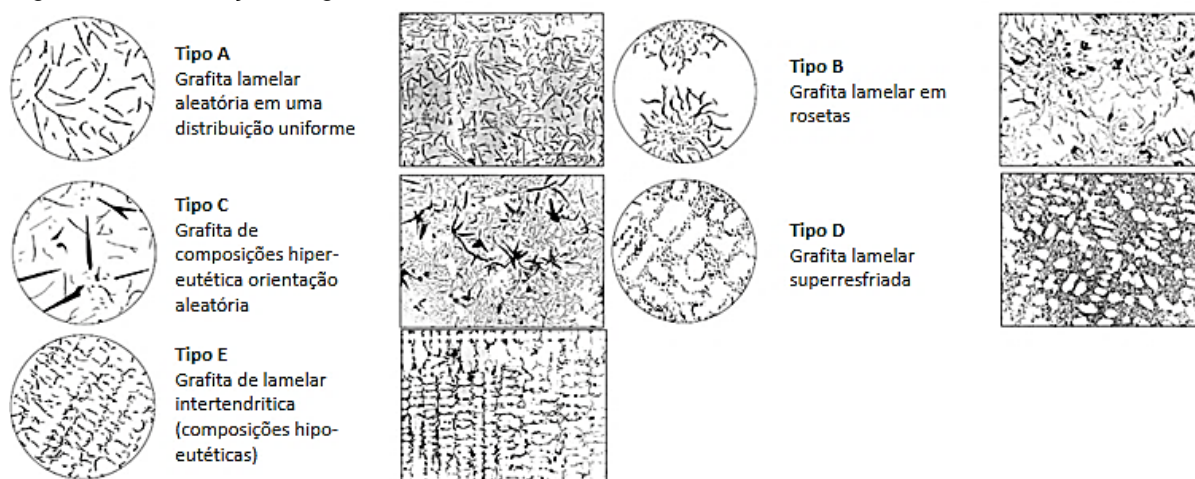 Tipo A
Grafita lamelar
aleatória em uma
distribuição uniforme
Tipo B
Grafita lamelar em
rosetas
Tipo C
Grafita de
composições hiper-
eutética orientação
aleatória
Tipo D
Grafita lamelar
superresfriada
Tipo E
Grafita de lamelar
intertendritica
(composições hipo-
eutéticas)